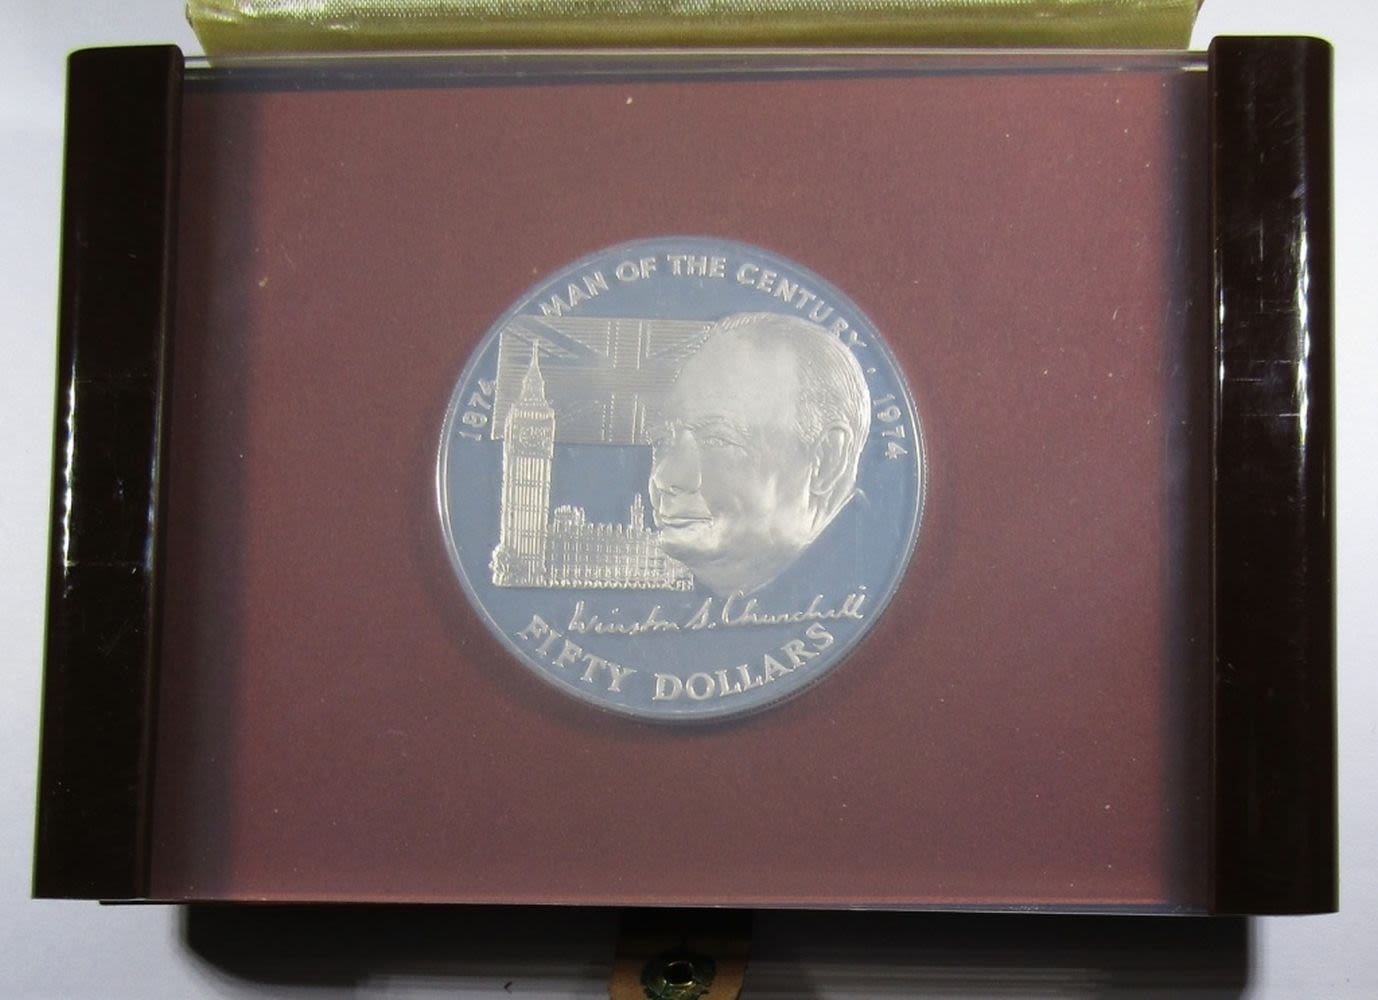 MAN OF THE CENTURY · 1974
1874
Winston S. Churchill
FIFTY DOLLARS